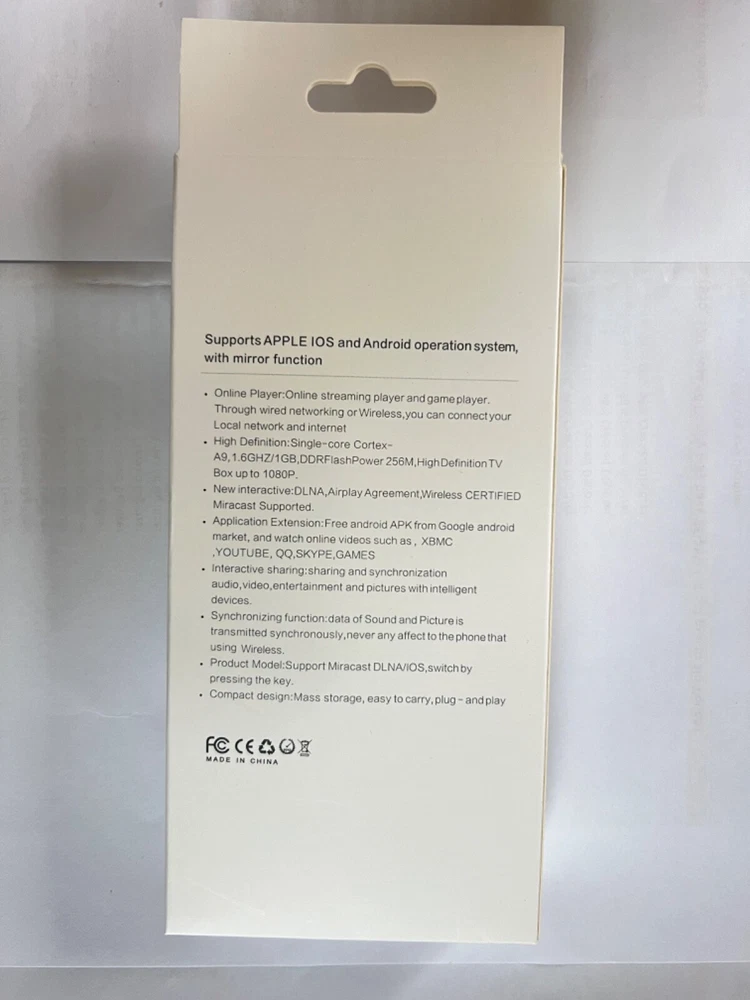 Supports APPLE IOS and Android operation system,
with mirror function
• Online Player:Online streaming player and game player.
Through wired networking or Wireless,you can connect your
Local network and internet
• High Definition:Single-core Cortex-
A9,1.6GHZ/1GB,DDRFlashPower 256M,High Definition TV
Box up to 1080P.
• New interactive:DLNA,Airplay Agreement,Wireless CERTIFIED
Miracast Supported.
• Application Extension:Free android APK from Google android
market, and watch online videos such as , XBMC
,YOUTUBE, QQ,SKYPE,GAMES
• Interactive sharing:sharing and synchronization
audio,video,entertainment and pictures with intelligent
devices.
• Synchronizing function:data of Sound and Picture is
transmitted synchronously,never any affect to the phone that
using Wireless.
• Product Model:Support Miracast DLNA/IOS,switch by
pressing the key.
• Compact design:Mass storage, easy to carry, plug - and play
FC CE
MADE IN CHINA